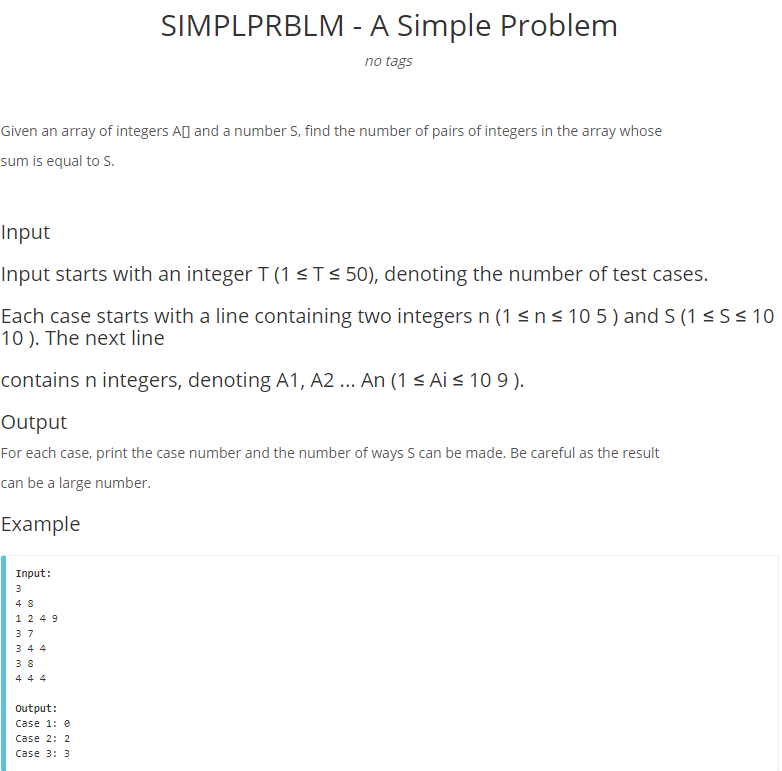 SIMPLPRBLM - A Simple Problem
no tags
Given an array of integers A[] and a number S, find the number of pairs of integers in the array whose
sum is equal to S.
Input
Input starts with an integer T (1 ≤ T ≤ 50), denoting the number of test cases.
Each case starts with a line containing two integers n (1 ≤ n ≤ 10 5 ) and S (1 ≤ S ≤ 10
10 ). The next line
contains n integers, denoting A1, A2 ... An (1 ≤ Ai ≤ 10 9 ).
Output
For each case, print the case number and the number of ways S can be made. Be careful as the result
can be a large number.
Example
Input:
3
4 8
1 2 4 9
3 7
3 4 4
3 8
4 4 4
Output:
Case 1: 0
Case 2: 2
Case 3: 3